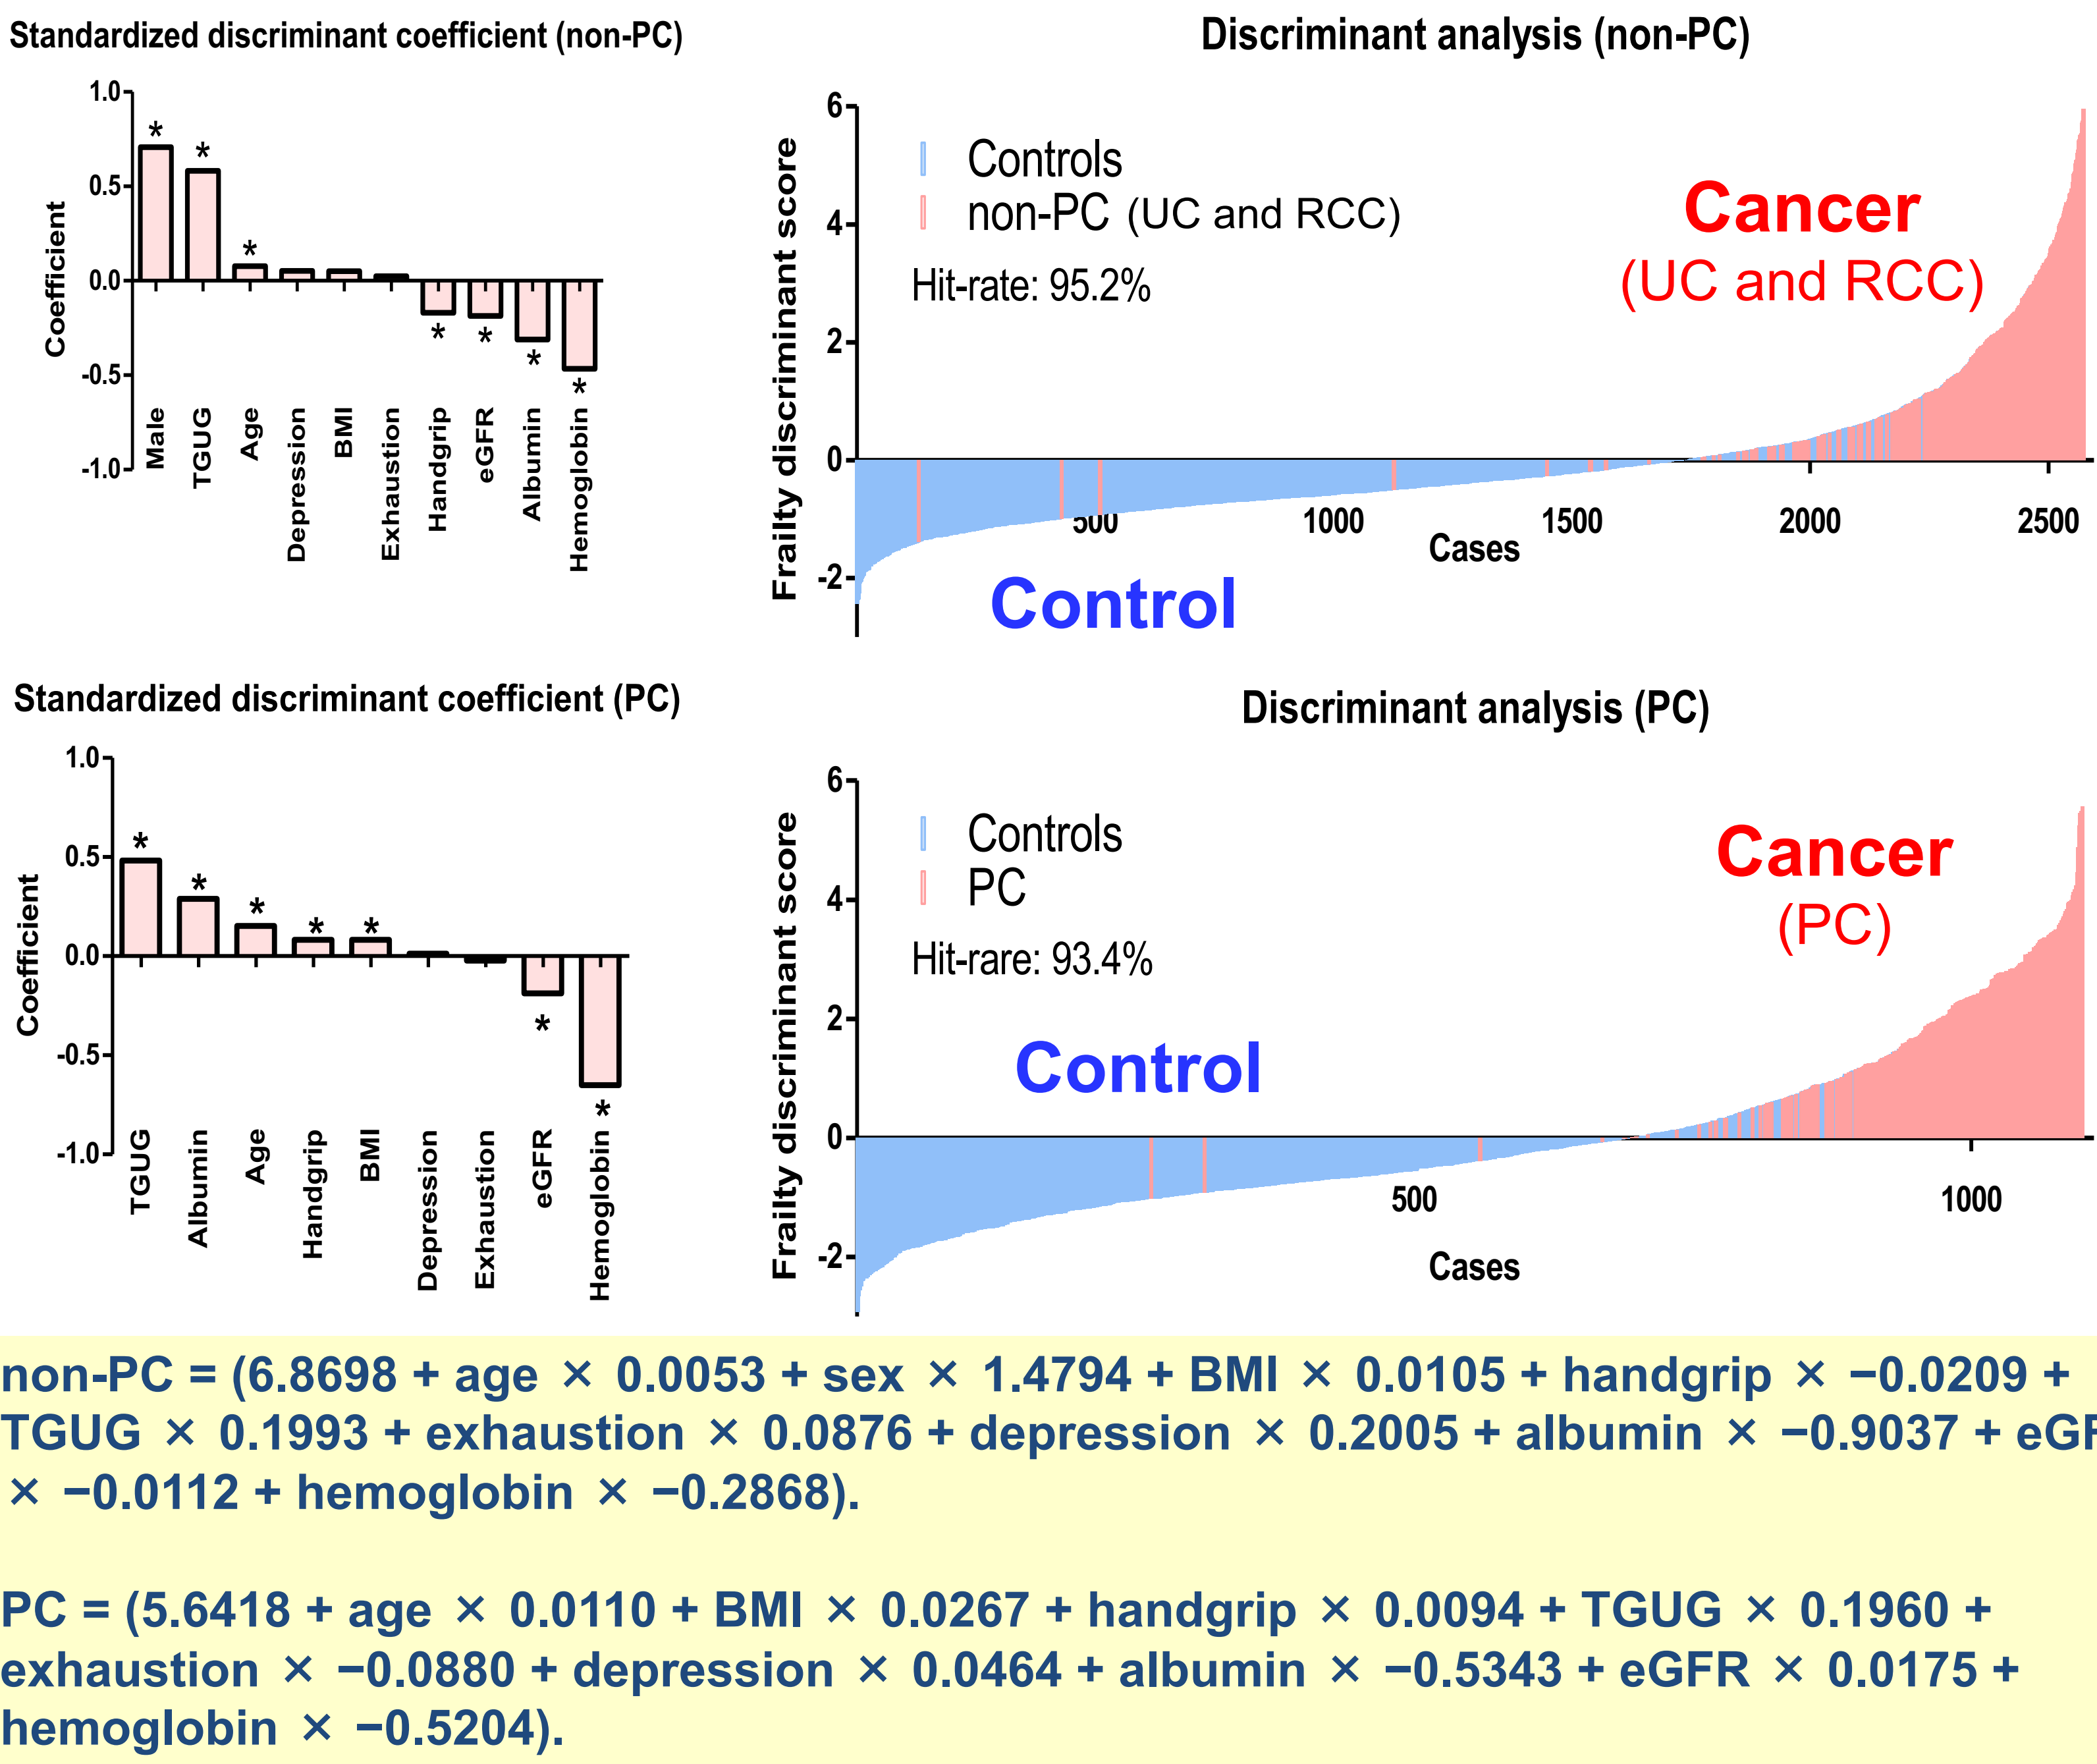 Standardized discriminant coefficient (non-PC)
Coefficient
1.0
0.5
0.0
-0.5
-1.0
* * * * * * *
Male
TGUG
Age
Depression
BMI
Exhaustion
Handgrip
eGFR
Albumin
Hemoglobin
Discriminant analysis (non-PC)
Frailty discriminant score
6
4
2
0
-2
Controls
non-PC (UC and RCC)
Hit-rate: 95.2%
Cancer
(UC and RCC)
Control
500 1000 1500 2000 2500
Cases
Standardized discriminant coefficient (PC)
Coefficient
1.0
0.5
0.0
-0.5
-1.0
* * * * * * *
TGUG
Albumin
Age
Handgrip
BMI
Depression
Exhaustion
eGFR
Hemoglobin
Discriminant analysis (PC)
Frailty discriminant score
6
4
2
0
-2
Controls
PC
Hit-rare: 93.4%
Cancer
(PC)
Control
500 1000
Cases
non-PC = (6.8698 + age × 0.0053 + sex × 1.4794 + BMI × 0.0105 + handgrip × −0.0209 +
TGUG × 0.1993 + exhaustion × 0.0876 + depression × 0.2005 + albumin × −0.9037 + eGF
× −0.0112 + hemoglobin × −0.2868).
PC = (5.6418 + age × 0.0110 + BMI × 0.0267 + handgrip × 0.0094 + TGUG × 0.1960 +
exhaustion × −0.0880 + depression × 0.0464 + albumin × −0.5343 + eGFR × 0.0175 +
hemoglobin × −0.5204).